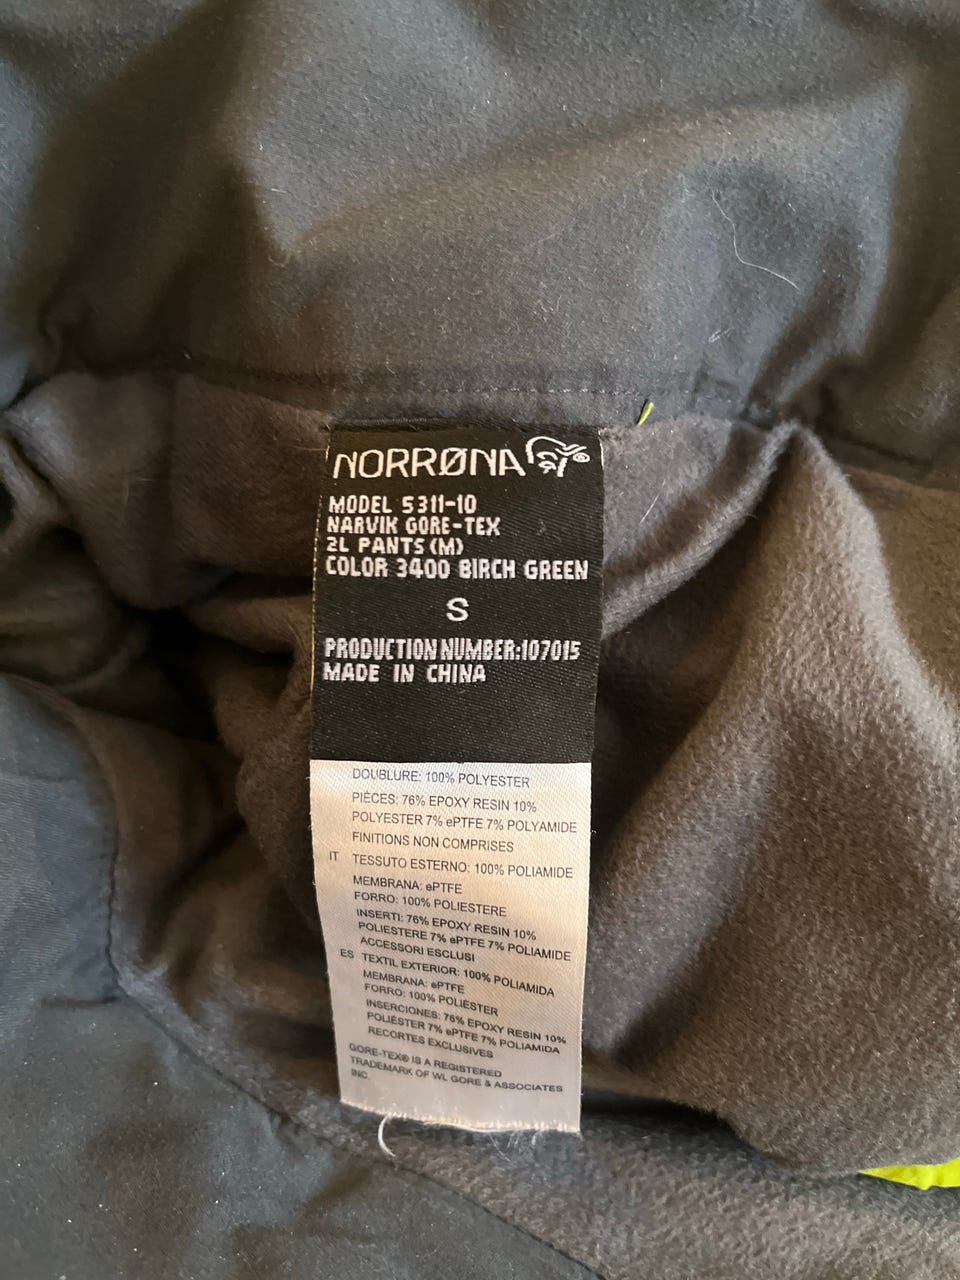 NORRØNA®
MODEL 5311-10
NARVIK GORE-TEX
2L PANTS (M)
COLOR 3400 BIRCH GREEN
S
PRODUCTION NUMBER:107015
MADE IN CHINA
DOUBLURE: 100% POLYESTER
PIÈCES: 76% EPOXY RESIN 10%
POLYESTER 7% ePTFE 7% POLYAMIDE
FINITIONS NON COMPRISES
IT TESSUTO ESTERNO: 100% POLIAMIDE
MEMBRANA: ePTFE
FORRO: 100% POLIESTERE
INSERTI: 76% EPOXY RESIN 10%
POLIESTERE 7% ePTFE 7% POLIAMIDE
ACCESSORI ESCLUSI
ES TEXTIL EXTERIOR: 100% POLIAMIDA
MEMBRANA: ePTFE
FORRO: 100% POLIÉSTER
INSERCIONES: 76% EPOXY RESIN 10%
POLIÉSTER 7% ePTFE 7% POLIAMIDA
RECORTES EXCLUSIVES
GORE-TEX® IS A REGISTERED
TRADEMARK OF WL GORE & ASSOCIATES
INC.